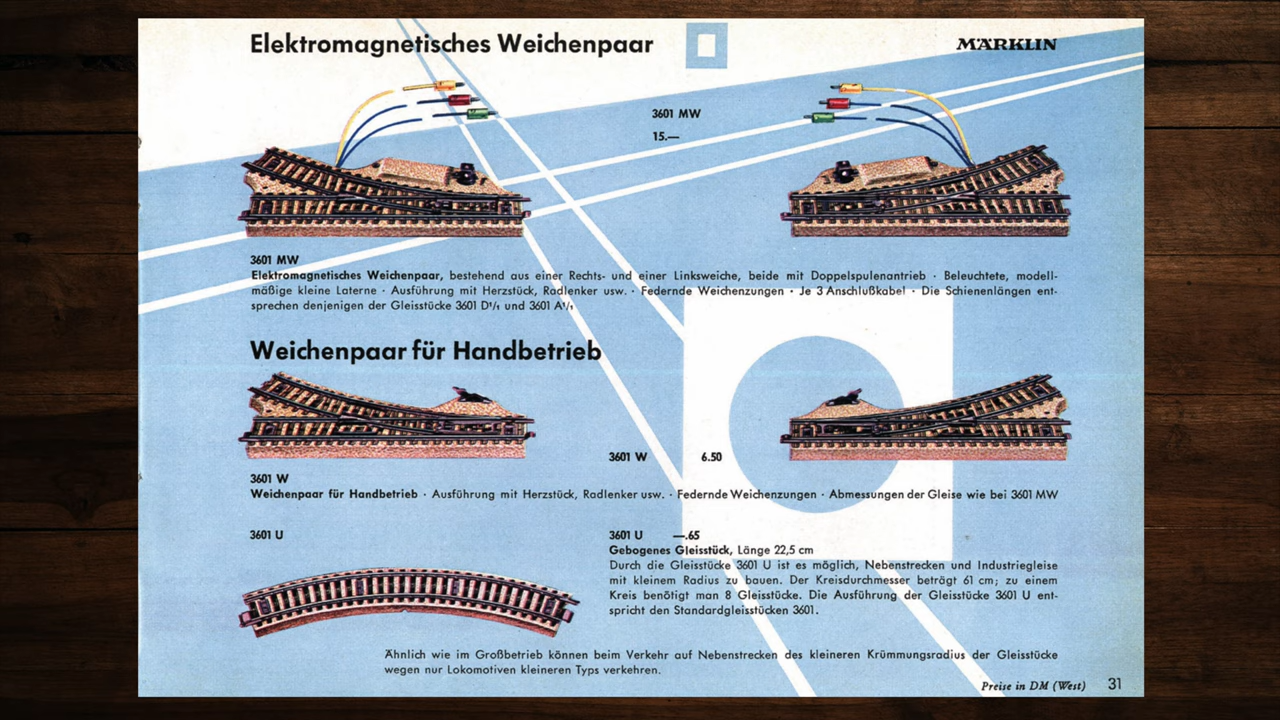 Elektromagnetisches Weichenpaar
MÄRKLIN
3601 MW
15.—
3601 MW
Elektromagnetisches Weichenpaar, bestehend aus einer Rechts- und einer Linksweiche, beide mit Doppelspulenantrieb · Beleuchtete, modell-
mäßige kleine Laterne · Ausführung mit Herzstück, Radlenker usw. · Federnde Weichenzungen · Je 3 Anschlußkabel · Die Schienenlängen ent-
sprechen denjenigen der Gleisstücke 3601 D¹/₁ und 3601 A¹/₁
Weichenpaar für Handbetrieb
3601 W 6.50
3601 W
Weichenpaar für Handbetrieb · Ausführung mit Herzstück, Radlenker usw. · Federnde Weichenzungen · Abmessungen der Gleise wie bei 3601 MW
3601 U
3601 U —.65
Gebogenes Gleisstück, Länge 22,5 cm
Durch die Gleisstücke 3601 U ist es möglich, Nebenstrecken und Industriegleise
mit kleinem Radius zu bauen. Der Kreisdurchmesser beträgt 61 cm; zu einem
Kreis benötigt man 8 Gleisstücke. Die Ausführung der Gleisstücke 3601 U ent-
spricht den Standardgleisstücken 3601.
Ähnlich wie im Großbetrieb können beim Verkehr auf Nebenstrecken des kleineren Krümmungsradius der Gleisstücke
wegen nur Lokomotiven kleineren Typs verkehren.
Preise in DM (West) 31